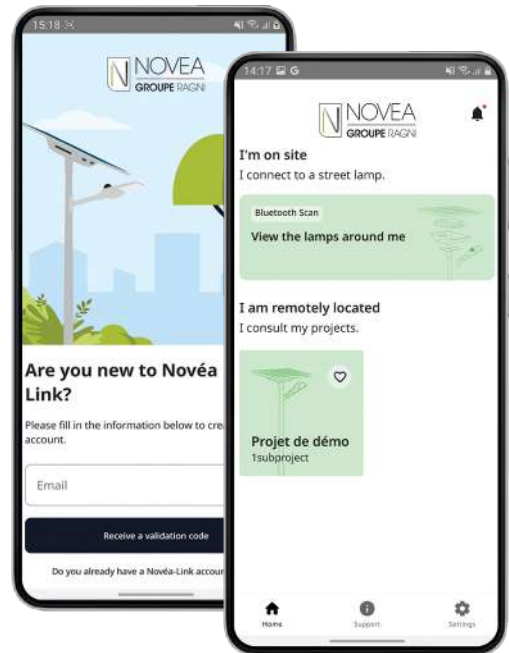 15:18
NOVEA
GROUPE RAGNI
Are you new to Novéa
Link?
Please fill in the information below to cre
account.
Email
Receive a validation code
Do you already have a Novéa-Link accour
14:17 G
NOVEA
GROUPE RAGNI
I'm on site
I connect to a street lamp.
Bluetooth Scan
View the lamps around me
I am remotely located
I consult my projects.
Projet de démo
1subproject
Home
Support
Settings